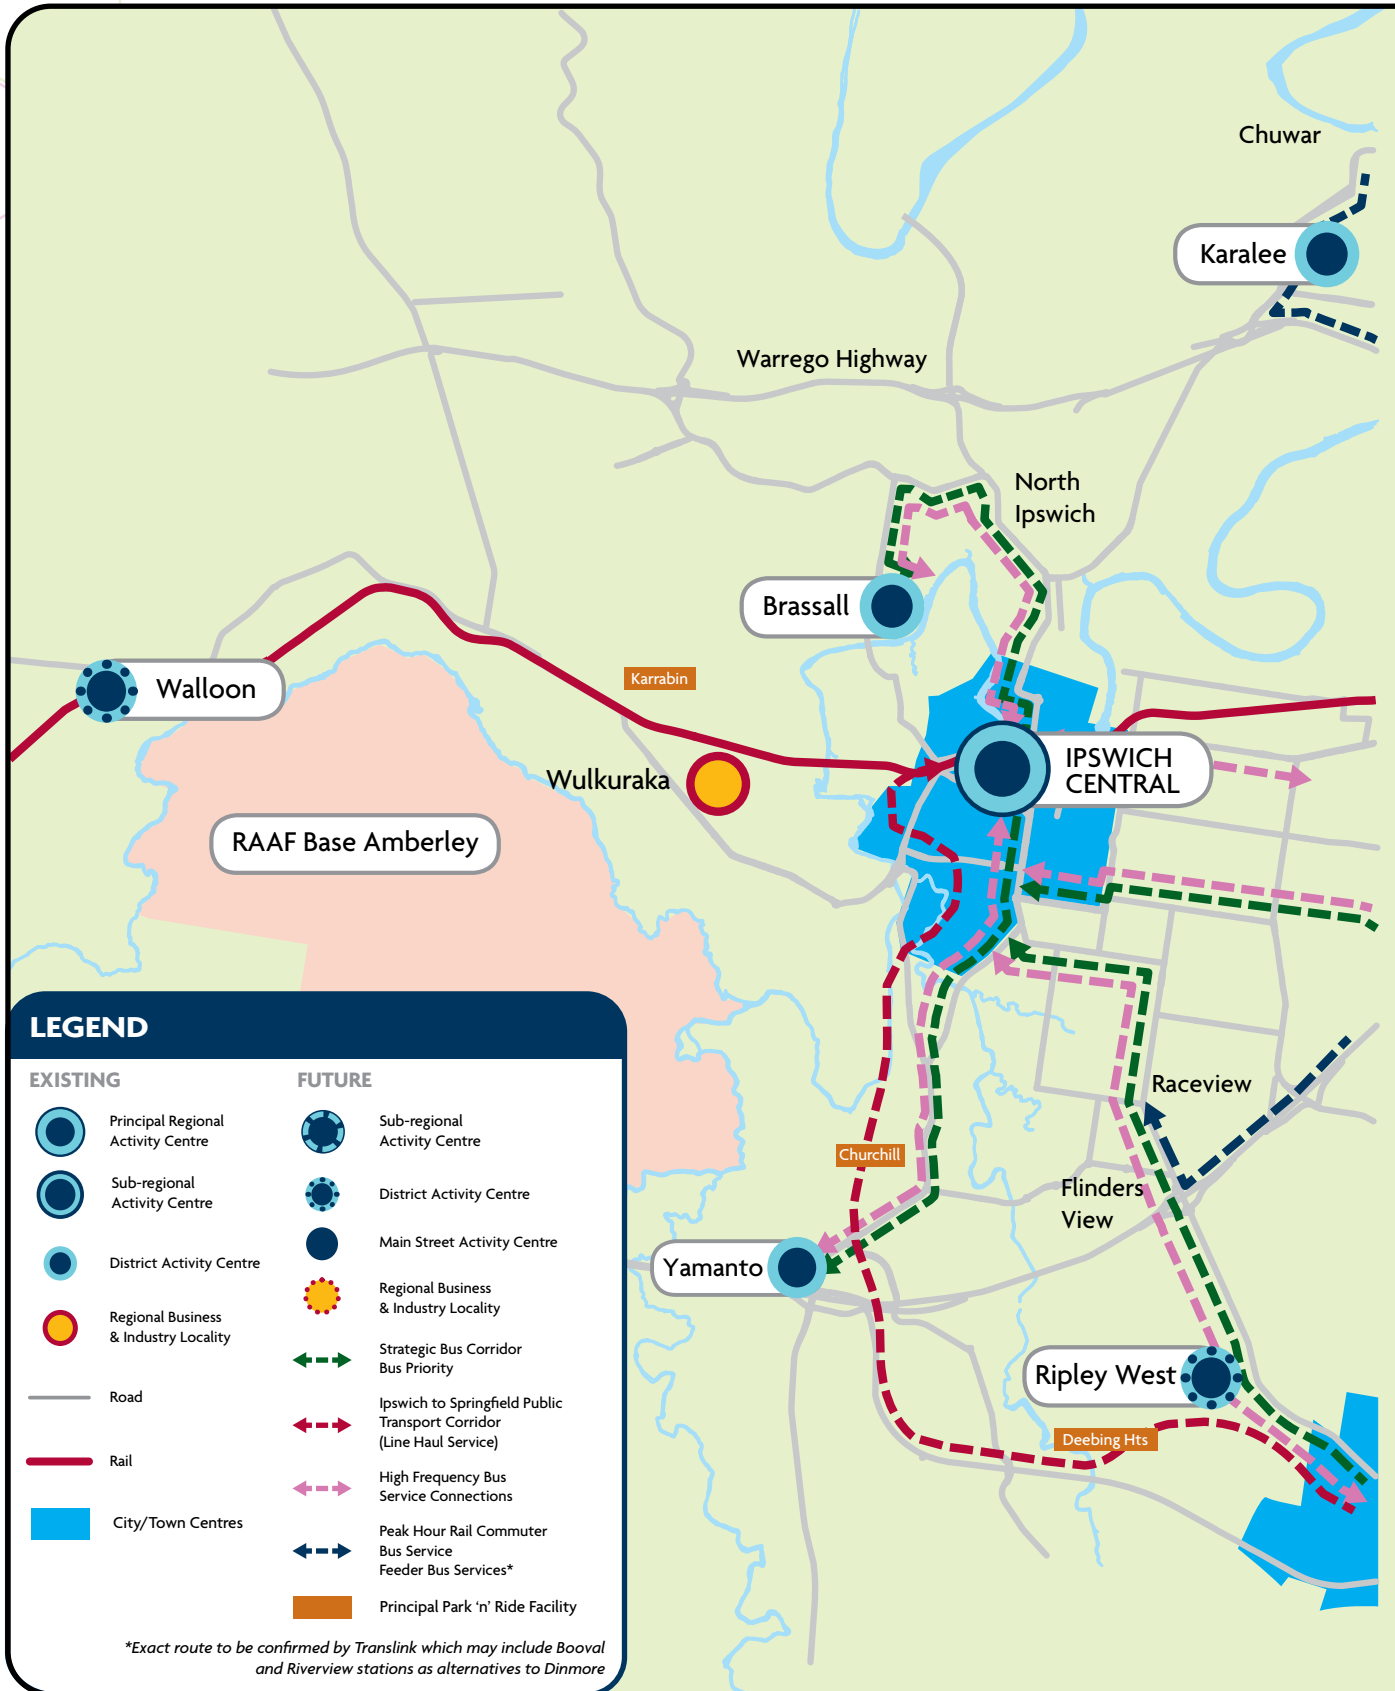 Chuwar
Karalee
Warrego Highway
North
Ipswich
Brassall
Karrabin
Walloon
IPSWICH
CENTRAL
Wulkuraka
RAAF Base Amberley
Raceview
Churchill
Flinders
View
Yamanto
Ripley West
Deebing Hts
LEGEND
EXISTING
Principal Regional
Activity Centre
Sub-regional
Activity Centre
District Activity Centre
Regional Business
& Industry Locality
Road
Rail
City/Town Centres
FUTURE
Sub-regional
Activity Centre
District Activity Centre
Main Street Activity Centre
Regional Business
& Industry Locality
Strategic Bus Corridor
Bus Priority
Ipswich to Springfield Public
Transport Corridor
(Line Haul Service)
High Frequency Bus
Service Connections
Peak Hour Rail Commuter
Bus Service
Feeder Bus Services*
Principal Park ‘n’ Ride Facility
*Exact route to be confirmed by Translink which may include Booval
and Riverview stations as alternatives to Dinmore